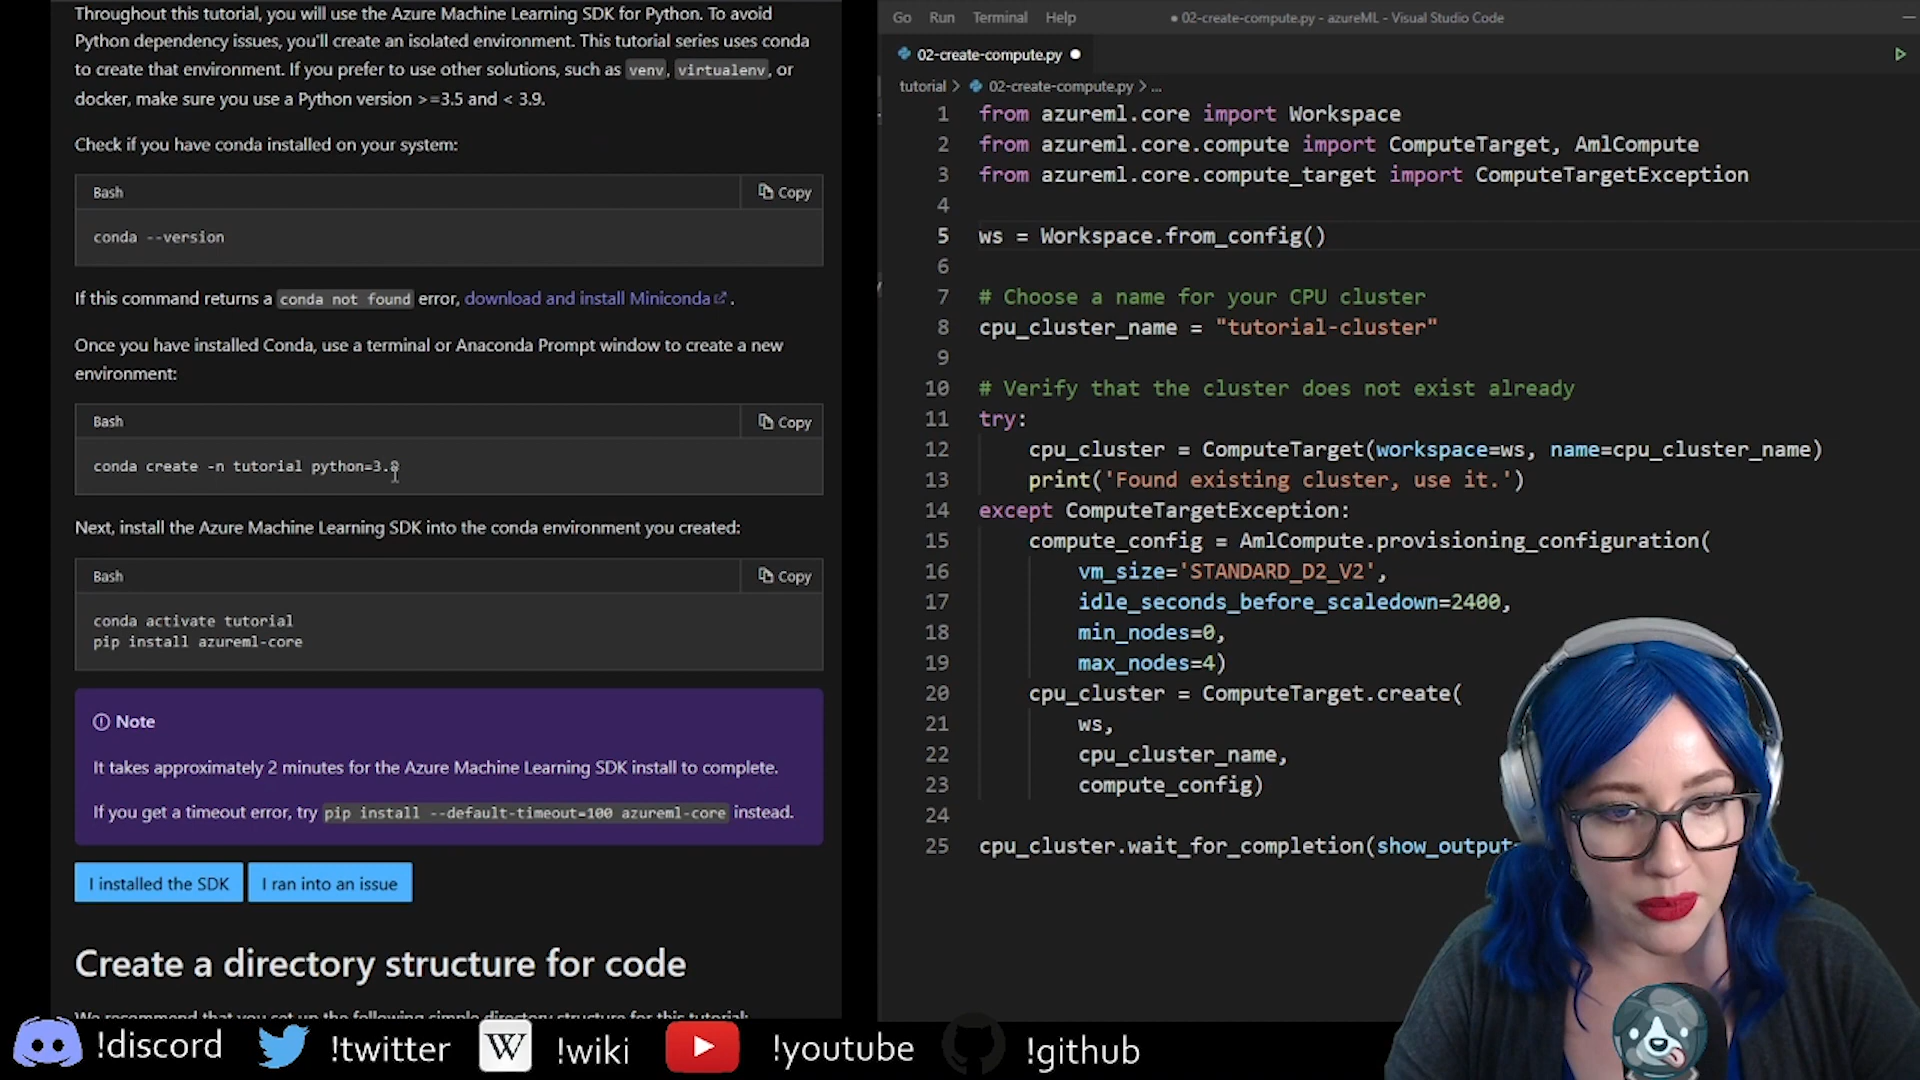 Throughout this tutorial, you will use the Azure Machine Learning SDK for Python. To avoid
Python dependency issues, you'll create an isolated environment. This tutorial series uses conda
to create that environment. If you prefer to use other solutions, such as venv, virtualenv, or
docker, make sure you use a Python version >=3.5 and < 3.9.
Check if you have conda installed on your system:
Bash
Copy
conda --version
If this command returns a conda not found error, download and install Miniconda.
Once you have installed Conda, use a terminal or Anaconda Prompt window to create a new
environment:
Bash
Copy
conda create -n tutorial python=3.8
Next, install the Azure Machine Learning SDK into the conda environment you created:
Bash
Copy
conda activate tutorial
pip install azureml-core
Note
It takes approximately 2 minutes for the Azure Machine Learning SDK install to complete.
If you get a timeout error, try pip install --default-timeout=100 azureml-core instead.
I installed the SDK
I ran into an issue
Create a directory structure for code
We recommend that you set up the following simple directory structure for this tutorial:
Go Run Terminal Help
● 02-create-compute.py - azureML - Visual Studio Code
02-create-compute.py ●
tutorial > 02-create-compute.py > ...
1 from azureml.core import Workspace
2 from azureml.core.compute import ComputeTarget, AmlCompute
3 from azureml.core.compute_target import ComputeTargetException
4
5 ws = Workspace.from_config()
6
7 # Choose a name for your CPU cluster
8 cpu_cluster_name = "tutorial-cluster"
9
10 # Verify that the cluster does not exist already
11 try:
12 cpu_cluster = ComputeTarget(workspace=ws, name=cpu_cluster_name)
13 print('Found existing cluster, use it.')
14 except ComputeTargetException:
15 compute_config = AmlCompute.provisioning_configuration(
16 vm_size='STANDARD_D2_V2',
17 idle_seconds_before_scaledown=2400,
18 min_nodes=0,
19 max_nodes=4)
20 cpu_cluster = ComputeTarget.create(
21 ws,
22 cpu_cluster_name,
23 compute_config)
24
25 cpu_cluster.wait_for_completion(show_output
!discord
!twitter
W !wiki
!youtube
!github